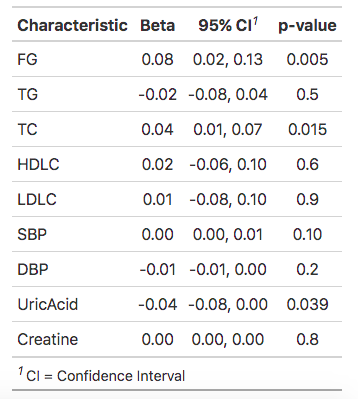 Characteristic Beta 95% CI1 p-value
FG 0.08 0.02, 0.13 0.005
TG -0.02 -0.08, 0.04 0.5
TC 0.04 0.01, 0.07 0.015
HDLC 0.02 -0.06, 0.10 0.6
LDLC 0.01 -0.08, 0.10 0.9
SBP 0.00 0.00, 0.01 0.10
DBP -0.01 -0.01, 0.00 0.2
UricAcid -0.04 -0.08, 0.00 0.039
Creatine 0.00 0.00, 0.00 0.8
1 CI = Confidence Interval